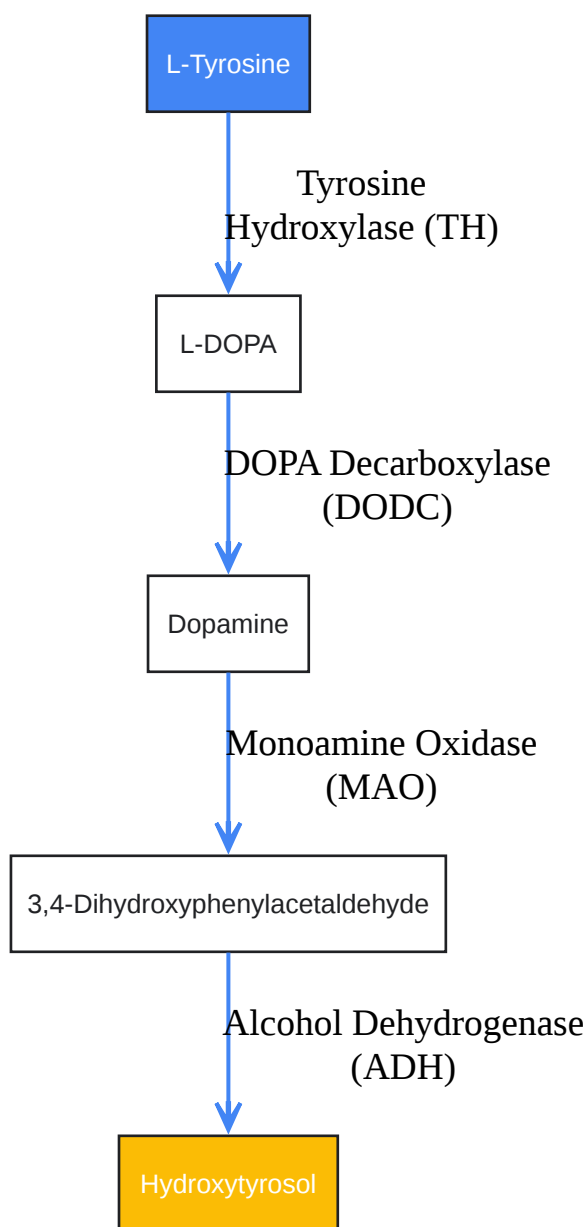 L-Tyrosine
Tyrosine
Hydroxylase (TH)
L-DOPA
DOPA Decarboxylase
(DODC)
Dopamine
Monoamine Oxidase
(MAO)
3,4-Dihydroxyphenylacetaldehyde
Alcohol Dehydrogenase
(ADH)
Hydroxytyrosol